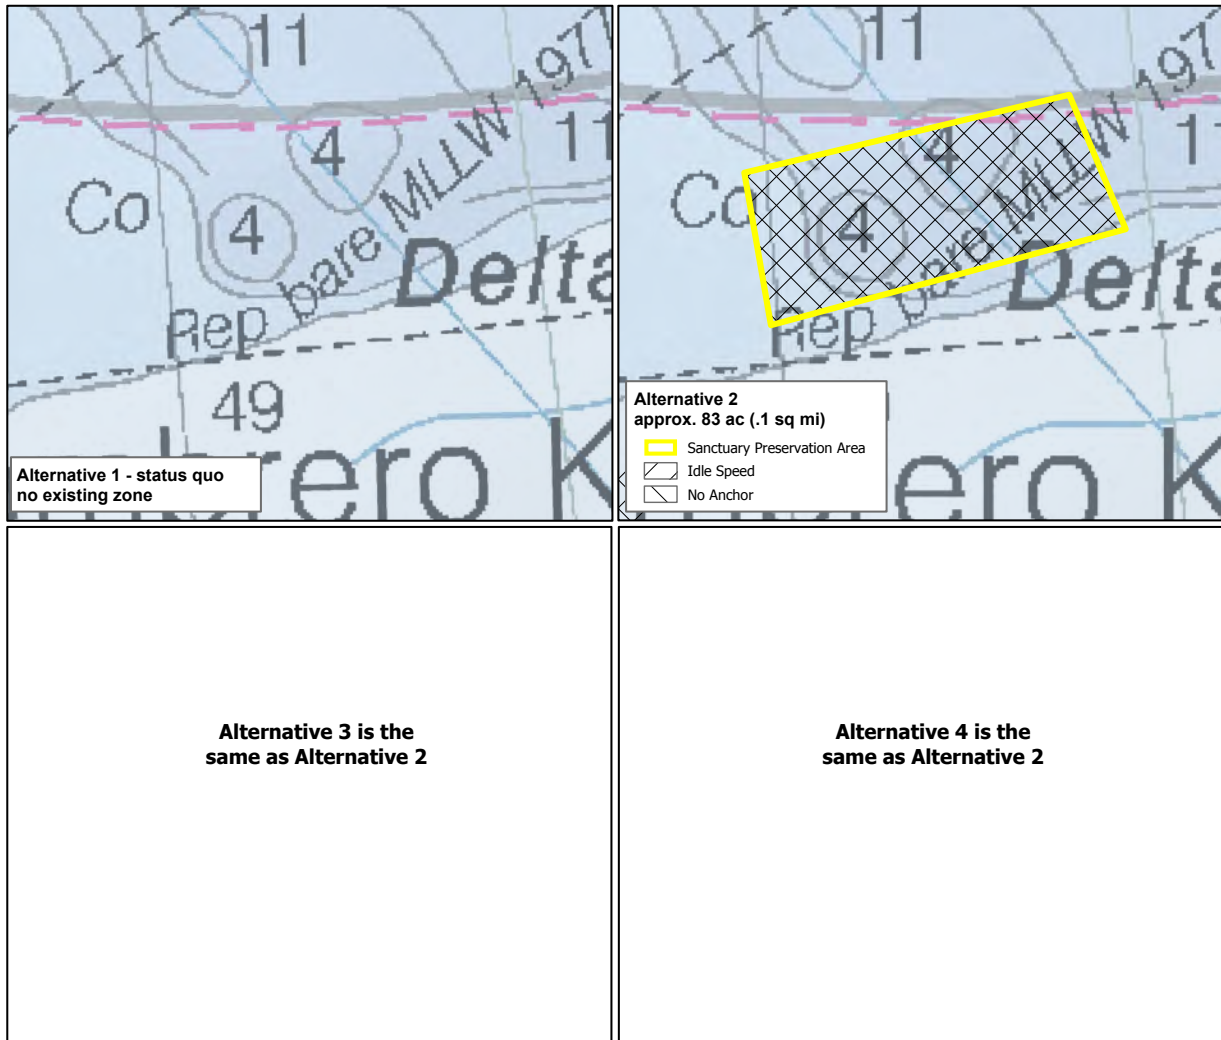 11
4
Co
4
Rep bare MLLW 197
11
Delta
49
ero K
Alternative 1 - status quo
no existing zone
11
4
Co
4
Rep bare MLLW 197
1
Delta
ero K
Alternative 2
approx. 83 ac (.1 sq mi)
Sanctuary Preservation Area
Idle Speed
No Anchor
Alternative 3 is the
same as Alternative 2
Alternative 4 is the
same as Alternative 2